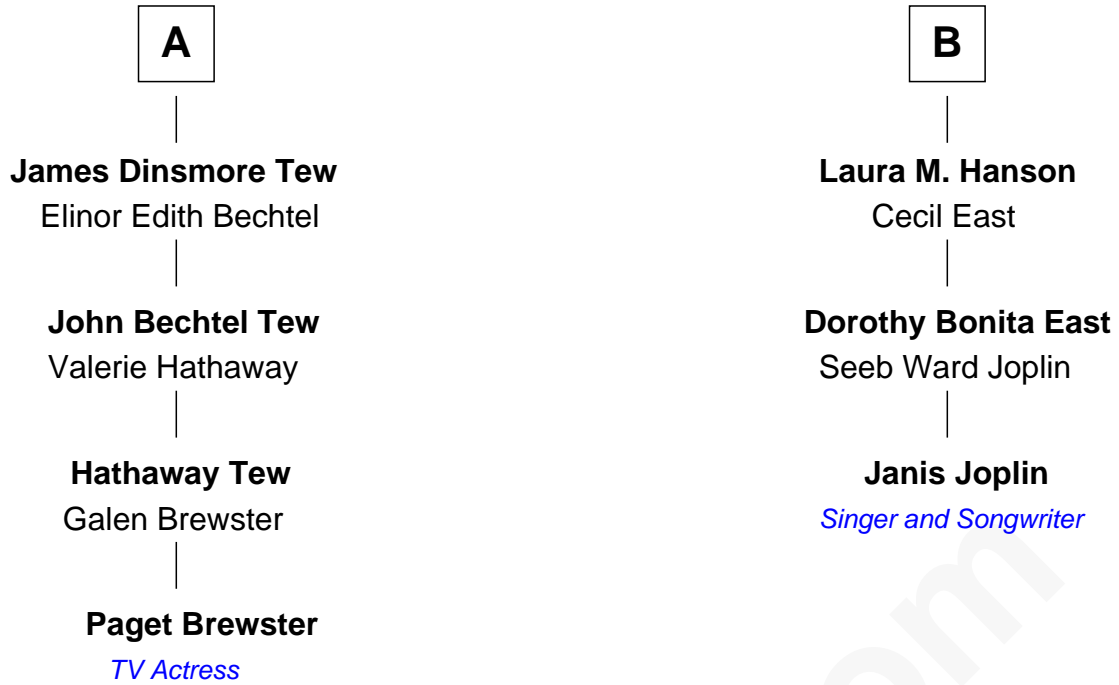 A
B
James Dinsmore Tew
Elinor Edith Bechtel
Laura M. Hanson
Cecil East
John Bechtel Tew
Valerie Hathaway
Dorothy Bonita East
Seeb Ward Joplin
Hathaway Tew
Galen Brewster
Janis Joplin
Singer and Songwriter
Paget Brewster
TV Actress